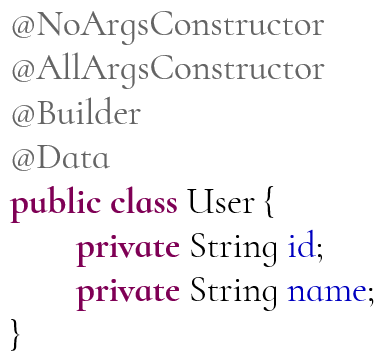 @NoArgsConstructor
@AllArgsConstructor
@Builder
@Data
public class User {
    private String id;
    private String name;
}